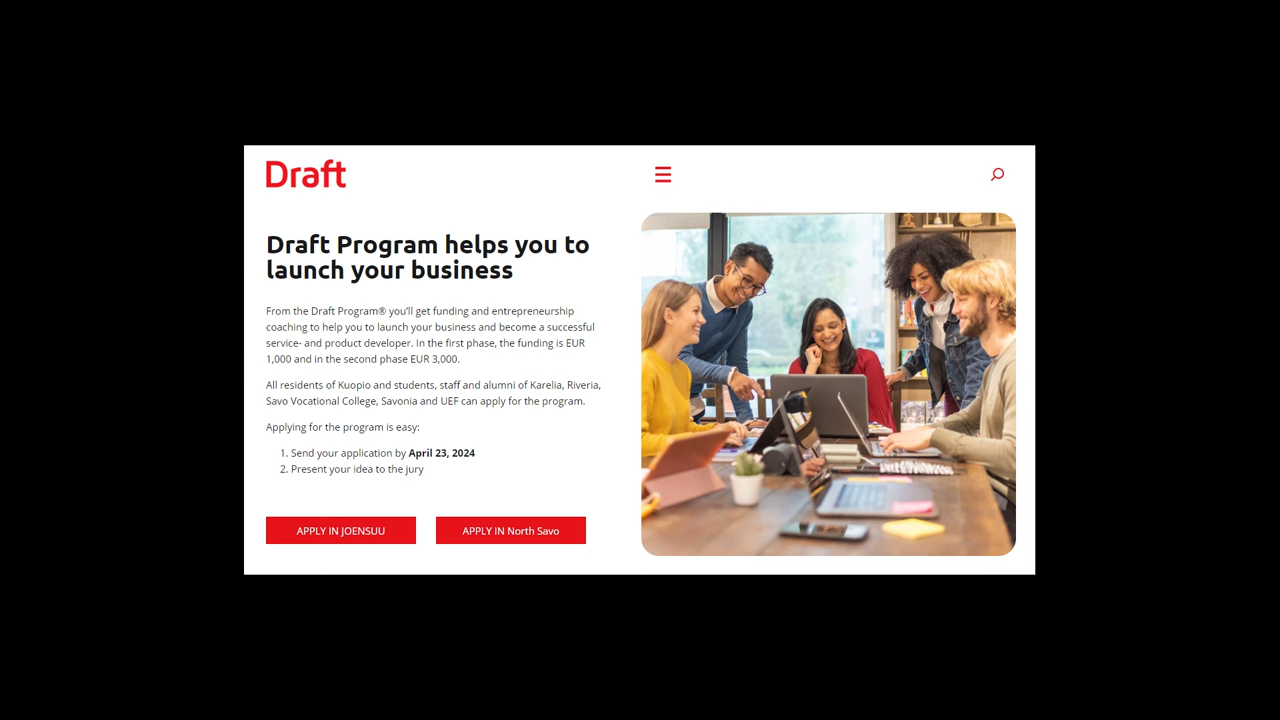 Draft
Draft Program helps you to
launch your business
From the Draft Program® you'll get funding and entrepreneurship
coaching to help you to launch your business and become a successful
service- and product developer. In the first phase, the funding is EUR
1,000 and in the second phase EUR 3,000.
All residents of Kuopio and students, staff and alumni of Karelia, Riveria,
Savo Vocational College, Savonia and UEF can apply for the program.
Applying for the program is easy:
1. Send your application by April 23, 2024
2. Present your idea to the jury
APPLY IN JOENSUU
APPLY IN North Savo